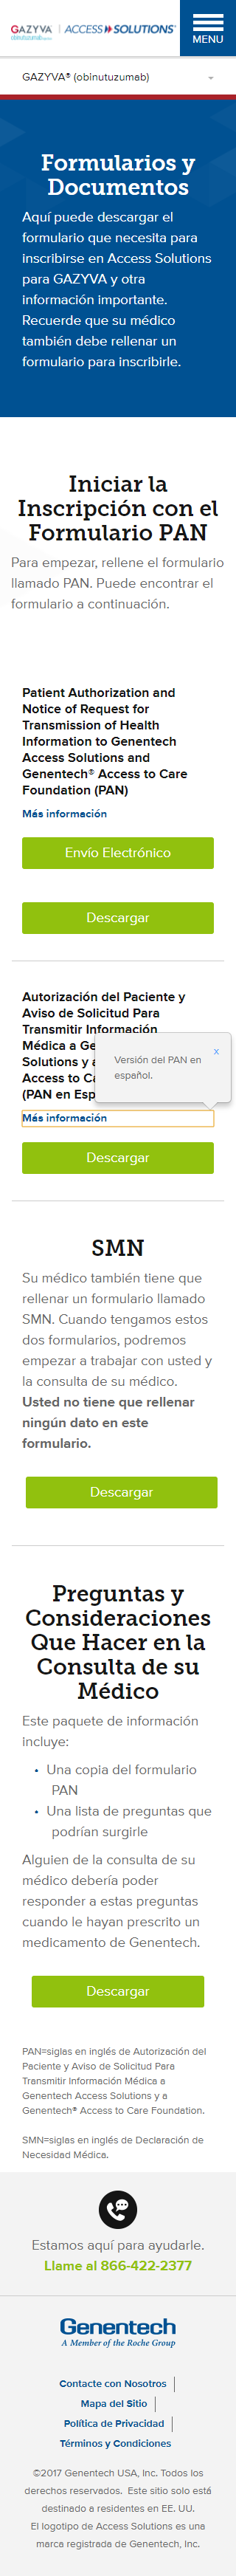 GAZYVA
obinutuzumab
ACCESS SOLUTIONS®
MENU
GAZYVA® (obinutuzumab)
Formularios y
Documentos
Aquí puede descargar el
formulario que necesita para
inscribirse en Access Solutions
para GAZYVA y otra
información importante.
Recuerde que su médico
también debe rellenar un
formulario para inscribirle.
Iniciar la
Inscripción con el
Formulario PAN
Para empezar, rellene el formulario
llamado PAN. Puede encontrar el
formulario a continuación.
Patient Authorization and
Notice of Request for
Transmission of Health
Information to Genentech
Access Solutions and
Genentech® Access to Care
Foundation (PAN)
Más información
Envío Electrónico
Descargar
Autorización del Paciente y
Aviso de Solicitud Para
Transmitir Información
Médica a Ge
Solutions y a
Access to Ca
(PAN en Esp
x
Versión del PAN en
español.
Más información
Descargar
SMN
Su médico también tiene que
rellenar un formulario llamado
SMN. Cuando tengamos estos
dos formularios, podremos
empezar a trabajar con usted y
la consulta de su médico.
Usted no tiene que rellenar
ningún dato en este
formulario.
Descargar
Preguntas y
Consideraciones
Que Hacer en la
Consulta de su
Médico
Este paquete de información
incluye:
• Una copia del formulario
PAN
• Una lista de preguntas que
podrían surgirle
Alguien de la consulta de su
médico debería poder
responder a estas preguntas
cuando le hayan prescrito un
medicamento de Genentech.
Descargar
PAN=siglas en inglés de Autorización del
Paciente y Aviso de Solicitud Para
Transmitir Información Médica a
Genentech Access Solutions y a
Genentech® Access to Care Foundation.
SMN=siglas en inglés de Declaración de
Necesidad Médica.
Estamos aquí para ayudarle.
Llame al 866-422-2377
Genentech
A Member of the Roche Group
Contacte con Nosotros
Mapa del Sitio
Política de Privacidad
Términos y Condiciones
©2017 Genentech USA, Inc. Todos los
derechos reservados. Este sitio solo está
destinado a residentes en EE. UU.
El logotipo de Access Solutions es una
marca registrada de Genentech, Inc.